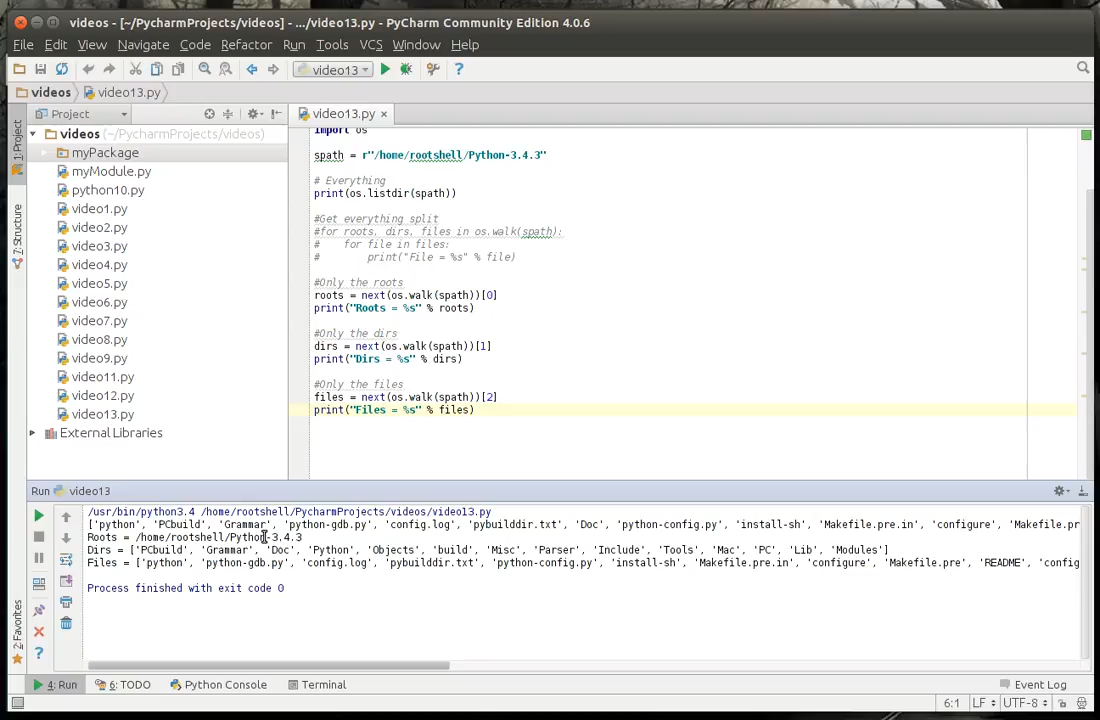 videos - [~/PycharmProjects/videos] - .../video13.py - PyCharm Community Edition 4.0.6
File Edit View Navigate Code Refactor Run Tools VCS Window Help
video13
videos video13.py
Project
video13.py
1: Project
7: Structure
2: Favorites
videos (~/PycharmProjects/videos)
myPackage
myModule.py
python10.py
video1.py
video2.py
video3.py
video4.py
video5.py
video6.py
video7.py
video8.py
video9.py
video11.py
video12.py
video13.py
External Libraries
import os
spath = r"/home/rootshell/Python-3.4.3"
# Everything
print(os.listdir(spath))
#Get everything split
#for roots, dirs, files in os.walk(spath):
#    for file in files:
#        print("File = %s" % file)
#Only the roots
roots = next(os.walk(spath))[0]
print("Roots = %s" % roots)
#Only the dirs
dirs = next(os.walk(spath))[1]
print("Dirs = %s" % dirs)
#Only the files
files = next(os.walk(spath))[2]
print("Files = %s" % files)
Run video13
/usr/bin/python3.4 /home/rootshell/PycharmProjects/videos/video13.py
['python', 'PCbuild', 'Grammar', 'python-gdb.py', 'config.log', 'pybuilddir.txt', 'Doc', 'python-config.py', 'install-sh', 'Makefile.pre.in', 'configure', 'Makefile.pr
Roots = /home/rootshell/Python-3.4.3
Dirs = ['PCbuild', 'Grammar', 'Doc', 'Python', 'Objects', 'build', 'Misc', 'Parser', 'Include', 'Tools', 'Mac', 'PC', 'Lib', 'Modules']
Files = ['python', 'python-gdb.py', 'config.log', 'pybuilddir.txt', 'python-config.py', 'install-sh', 'Makefile.pre.in', 'configure', 'Makefile.pre', 'README', 'config
Process finished with exit code 0
4: Run 6: TODO Python Console Terminal Event Log
6:1 LF UTF-8